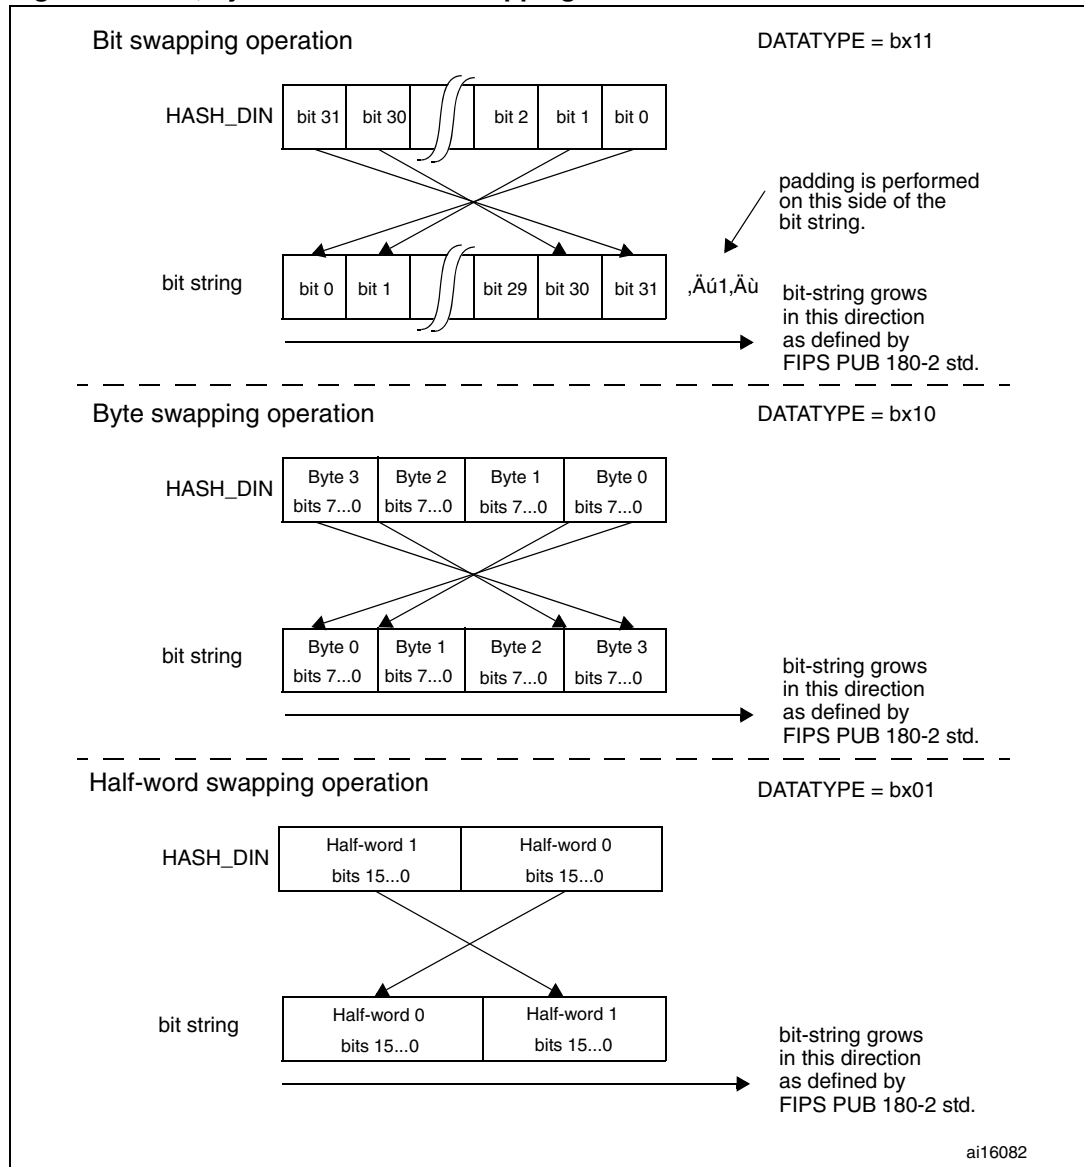 Bit swapping operation
DATATYPE = bx11
HASH_DIN
bit 31 bit 30 bit 2 bit 1 bit 0
padding is performed
on this side of the
bit string.
bit string
bit 0 bit 1 bit 29 bit 30 bit 31
‚Äú1‚Äù
bit-string grows
in this direction
as defined by
FIPS PUB 180-2 std.
Byte swapping operation
DATATYPE = bx10
HASH_DIN
Byte 3 Byte 2 Byte 1 Byte 0
bits 7...0 bits 7...0 bits 7...0 bits 7...0
bit string
Byte 0 Byte 1 Byte 2 Byte 3
bits 7...0 bits 7...0 bits 7...0 bits 7...0
bit-string grows
in this direction
as defined by
FIPS PUB 180-2 std.
Half-word swapping operation
DATATYPE = bx01
HASH_DIN
Half-word 1 Half-word 0
bits 15...0 bits 15...0
bit string
Half-word 0 Half-word 1
bits 15...0 bits 15...0
bit-string grows
in this direction
as defined by
FIPS PUB 180-2 std.
ai16082